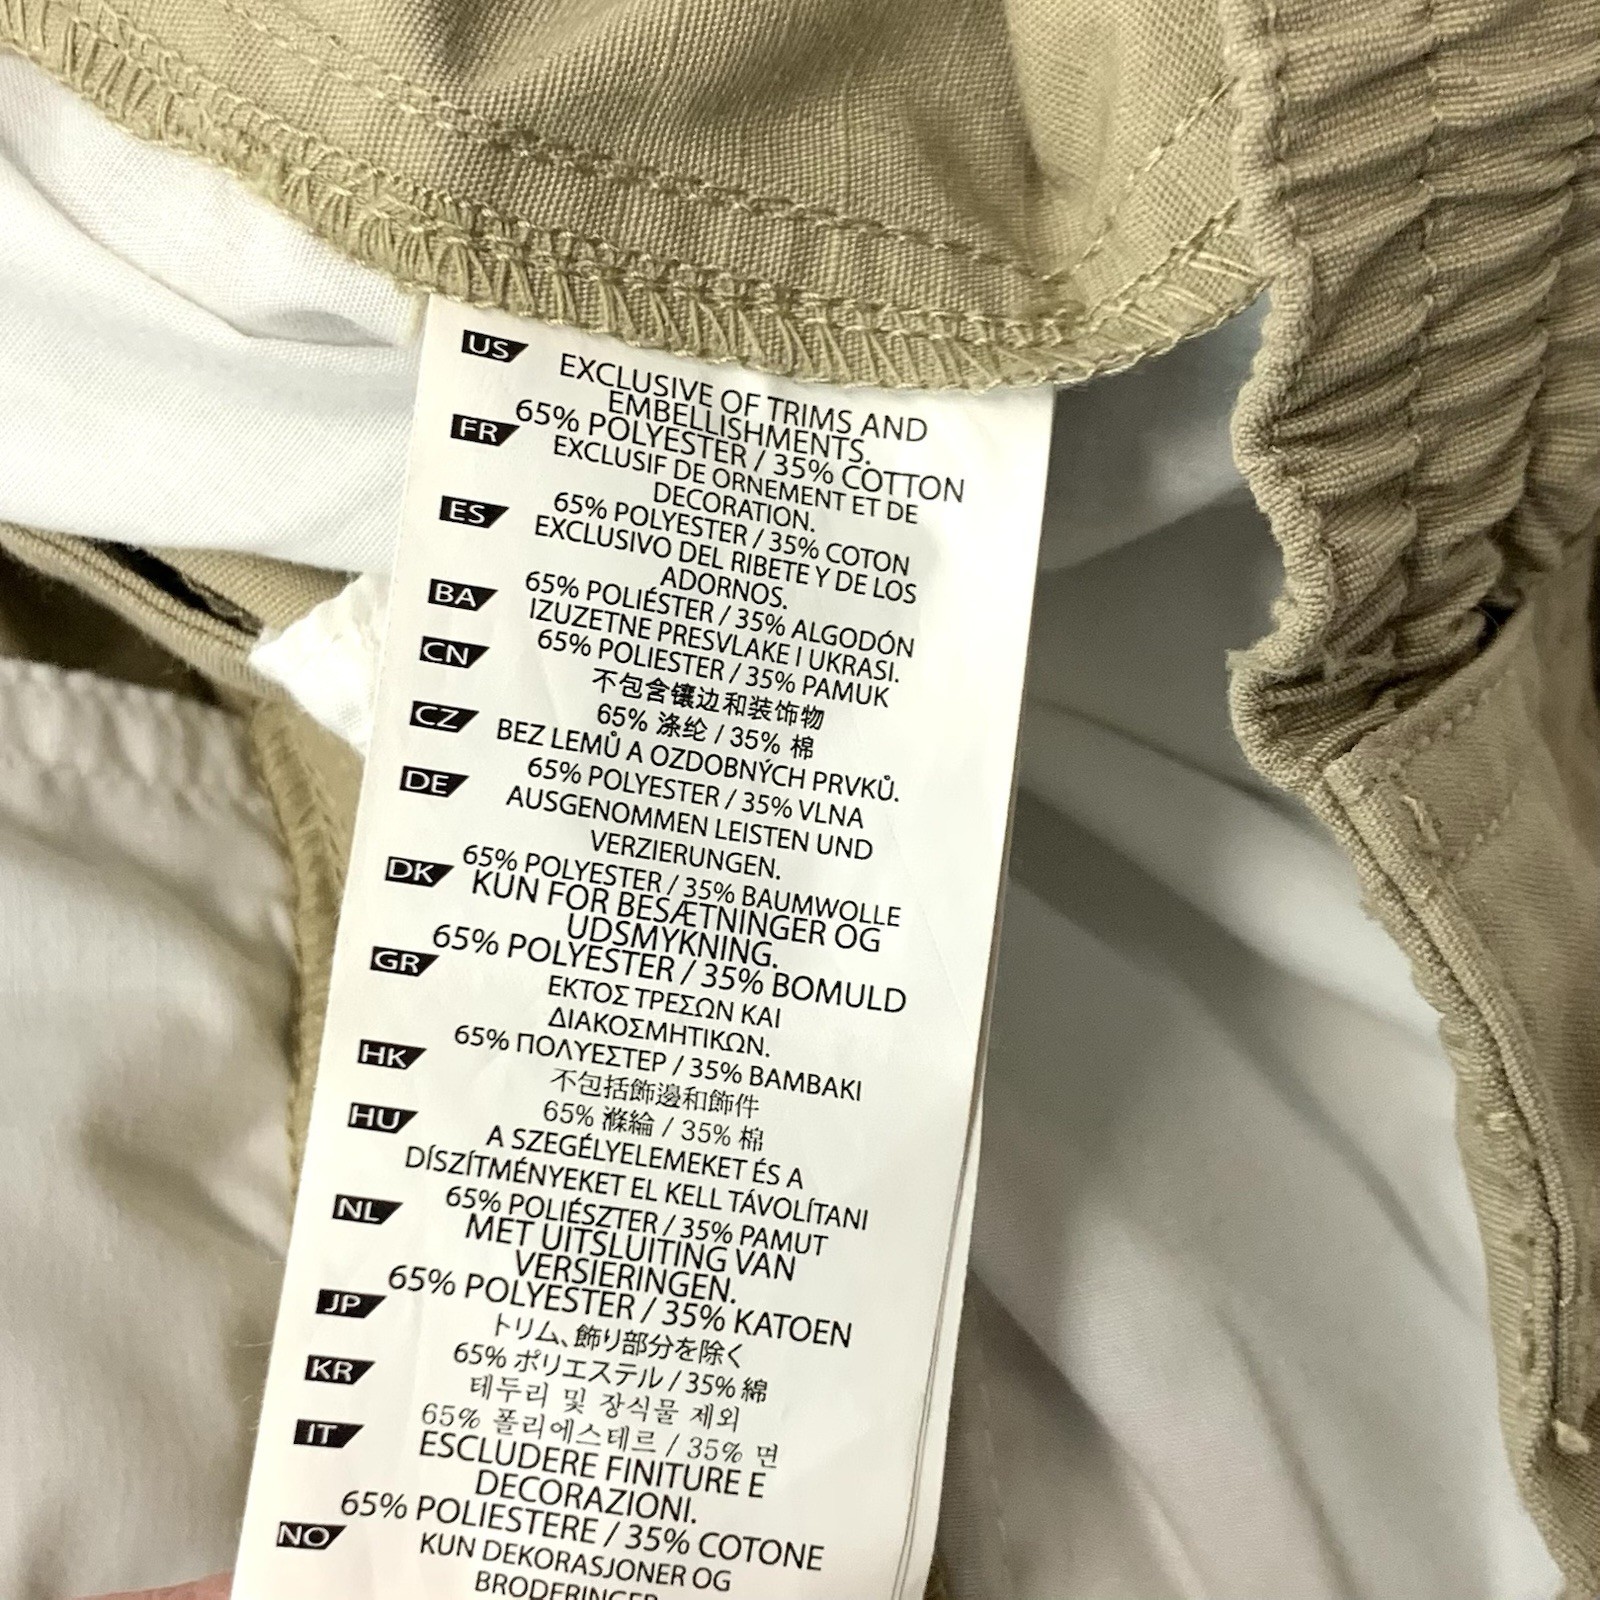 US EXCLUSIVE OF TRIMS AND
EMBELLISHMENTS.
65% POLYESTER / 35% COTTON
FR EXCLUSIF DE ORNEMENT ET DE
DECORATION.
65% POLYESTER / 35% COTON
ES EXCLUSIVO DEL RIBETE Y DE LOS
ADORNOS.
65% POLIÉSTER / 35% ALGODÓN
BA IZUZETNE PRESVLAKE I UKRASI.
65% POLIESTER / 35% PAMUK
CN 不包含镶边和装饰物
65% 涤纶 / 35% 棉
CZ BEZ LEMŮ A OZDOBNÝCH PRVKŮ.
65% POLYESTER / 35% VLNA
DE AUSGENOMMEN LEISTEN UND
VERZIERUNGEN.
65% POLYESTER / 35% BAUMWOLLE
DK KUN FOR BESÆTNINGER OG
UDSMYKNING.
65% POLYESTER / 35% BOMULD
GR ΕΚΤΟΣ ΤΡΕΣΩΝ ΚΑΙ
ΔΙΑΚΟΣΜΗΤΙΚΩΝ.
65% ΠΟΛΥΕΣΤΕΡ / 35% ΒΑΜΒΑΚΙ
HK 不包括飾邊和飾件
65% 滌綸 / 35% 棉
HU A SZEGÉLYELEMEKET ÉS A
DÍSZÍTMÉNYEKET EL KELL TÁVOLÍTANI
65% POLIÉSZTER / 35% PAMUT
NL MET UITSLUITING VAN
VERSIERINGEN.
65% POLYESTER / 35% KATOEN
JP トリム、飾り部分を除く
65% ポリエステル / 35% 綿
KR 테두리 및 장식물 제외
65% 폴리에스테르 / 35% 면
IT ESCLUDERE FINITURE E
DECORAZIONI.
65% POLIESTERE / 35% COTONE
NO KUN DEKORASJONER OG
BRODERINGER